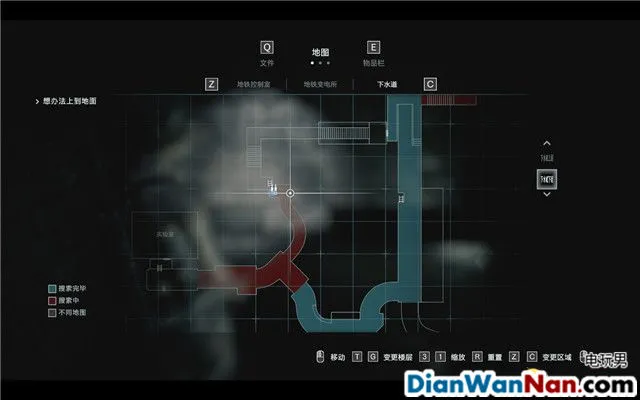 Q 地图 E
文件 物品栏
Z 地铁控制室 地铁变电所 下水道 C
想办法上到地面
实验室
搜索完毕
搜索中
不同地图
移动 T G 变更楼层 3 1 缩放 R 重置 Z C 变更区域
电玩男
DianWanNan.com